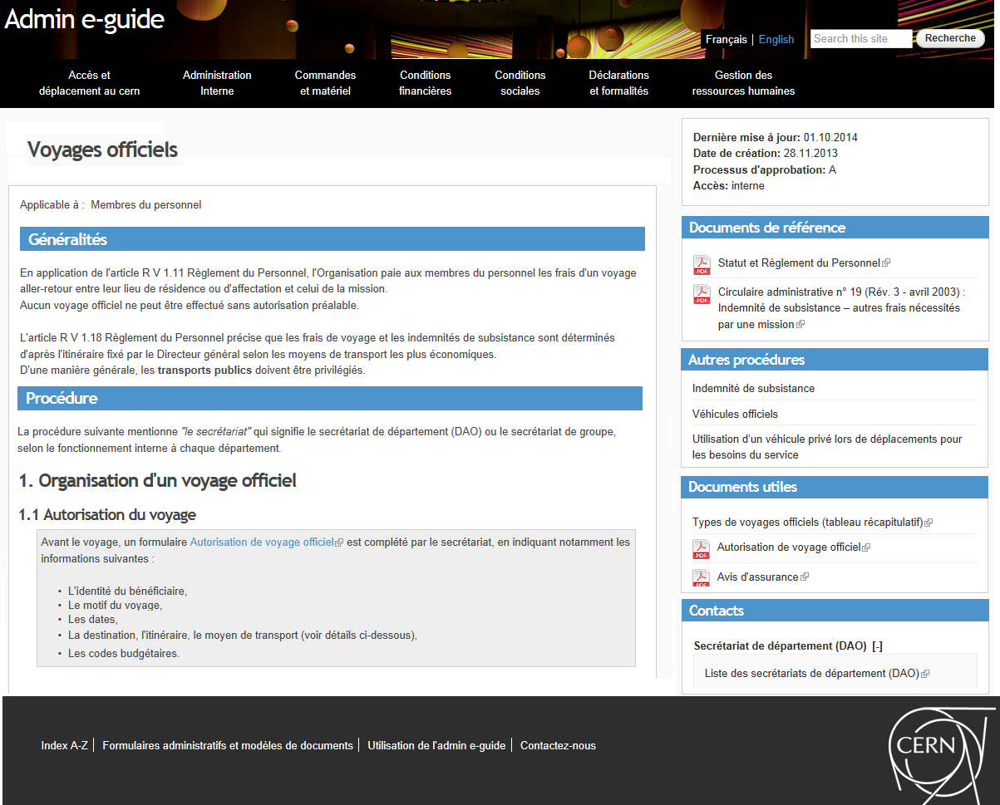 Admin e-guide
Français | English
Search this site
Recherche
Accès et
déplacement au cern
Administration
Interne
Commandes
et matériel
Conditions
financières
Conditions
sociales
Déclarations
et formalités
Gestion des
ressources humaines
Voyages officiels
Applicable à : Membres du personnel
Généralités
En application de l'article R V 1.11 Règlement du Personnel, l'Organisation paie aux membres du personnel les frais d'un voyage
aller-retour entre leur lieu de résidence ou d'affectation et celui de la mission.
Aucun voyage officiel ne peut être effectué sans autorisation préalable.
L'article R V 1.18 Règlement du Personnel précise que les frais de voyage et les indemnités de subsistance sont déterminés
d'après l'itinéraire fixé par le Directeur général selon les moyens de transport les plus économiques.
D'une manière générale, les transports publics doivent être privilégiés.
Procédure
La procédure suivante mentionne "le secrétariat" qui signifie le secrétariat de département (DAO) ou le secrétariat de groupe,
selon le fonctionnement interne à chaque département.
1. Organisation d'un voyage officiel
1.1 Autorisation du voyage
Avant le voyage, un formulaire Autorisation de voyage officiel est complété par le secrétariat, en indiquant notamment les
informations suivantes :
• L'identité du bénéficiaire,
• Le motif du voyage,
• Les dates,
• La destination, l'itinéraire, le moyen de transport (voir détails ci-dessous),
• Les codes budgétaires.
Dernière mise à jour: 01.10.2014
Date de création: 28.11.2013
Processus d'approbation: A
Accès: interne
Documents de référence
PDF Statut et Règlement du Personnel
PDF Circulaire administrative n° 19 (Rév. 3 - avril 2003) :
Indemnité de subsistance – autres frais nécessités
par une mission
Autres procédures
Indemnité de subsistance
Véhicules officiels
Utilisation d'un véhicule privé lors de déplacements pour
les besoins du service
Documents utiles
Types de voyages officiels (tableau récapitulatif)
PDF Autorisation de voyage officiel
PDF Avis d'assurance
Contacts
Secrétariat de département (DAO) [-]
Liste des secrétariats de département (DAO)
Index A-Z | Formulaires administratifs et modèles de documents | Utilisation de l'admin e-guide | Contactez-nous
CERN